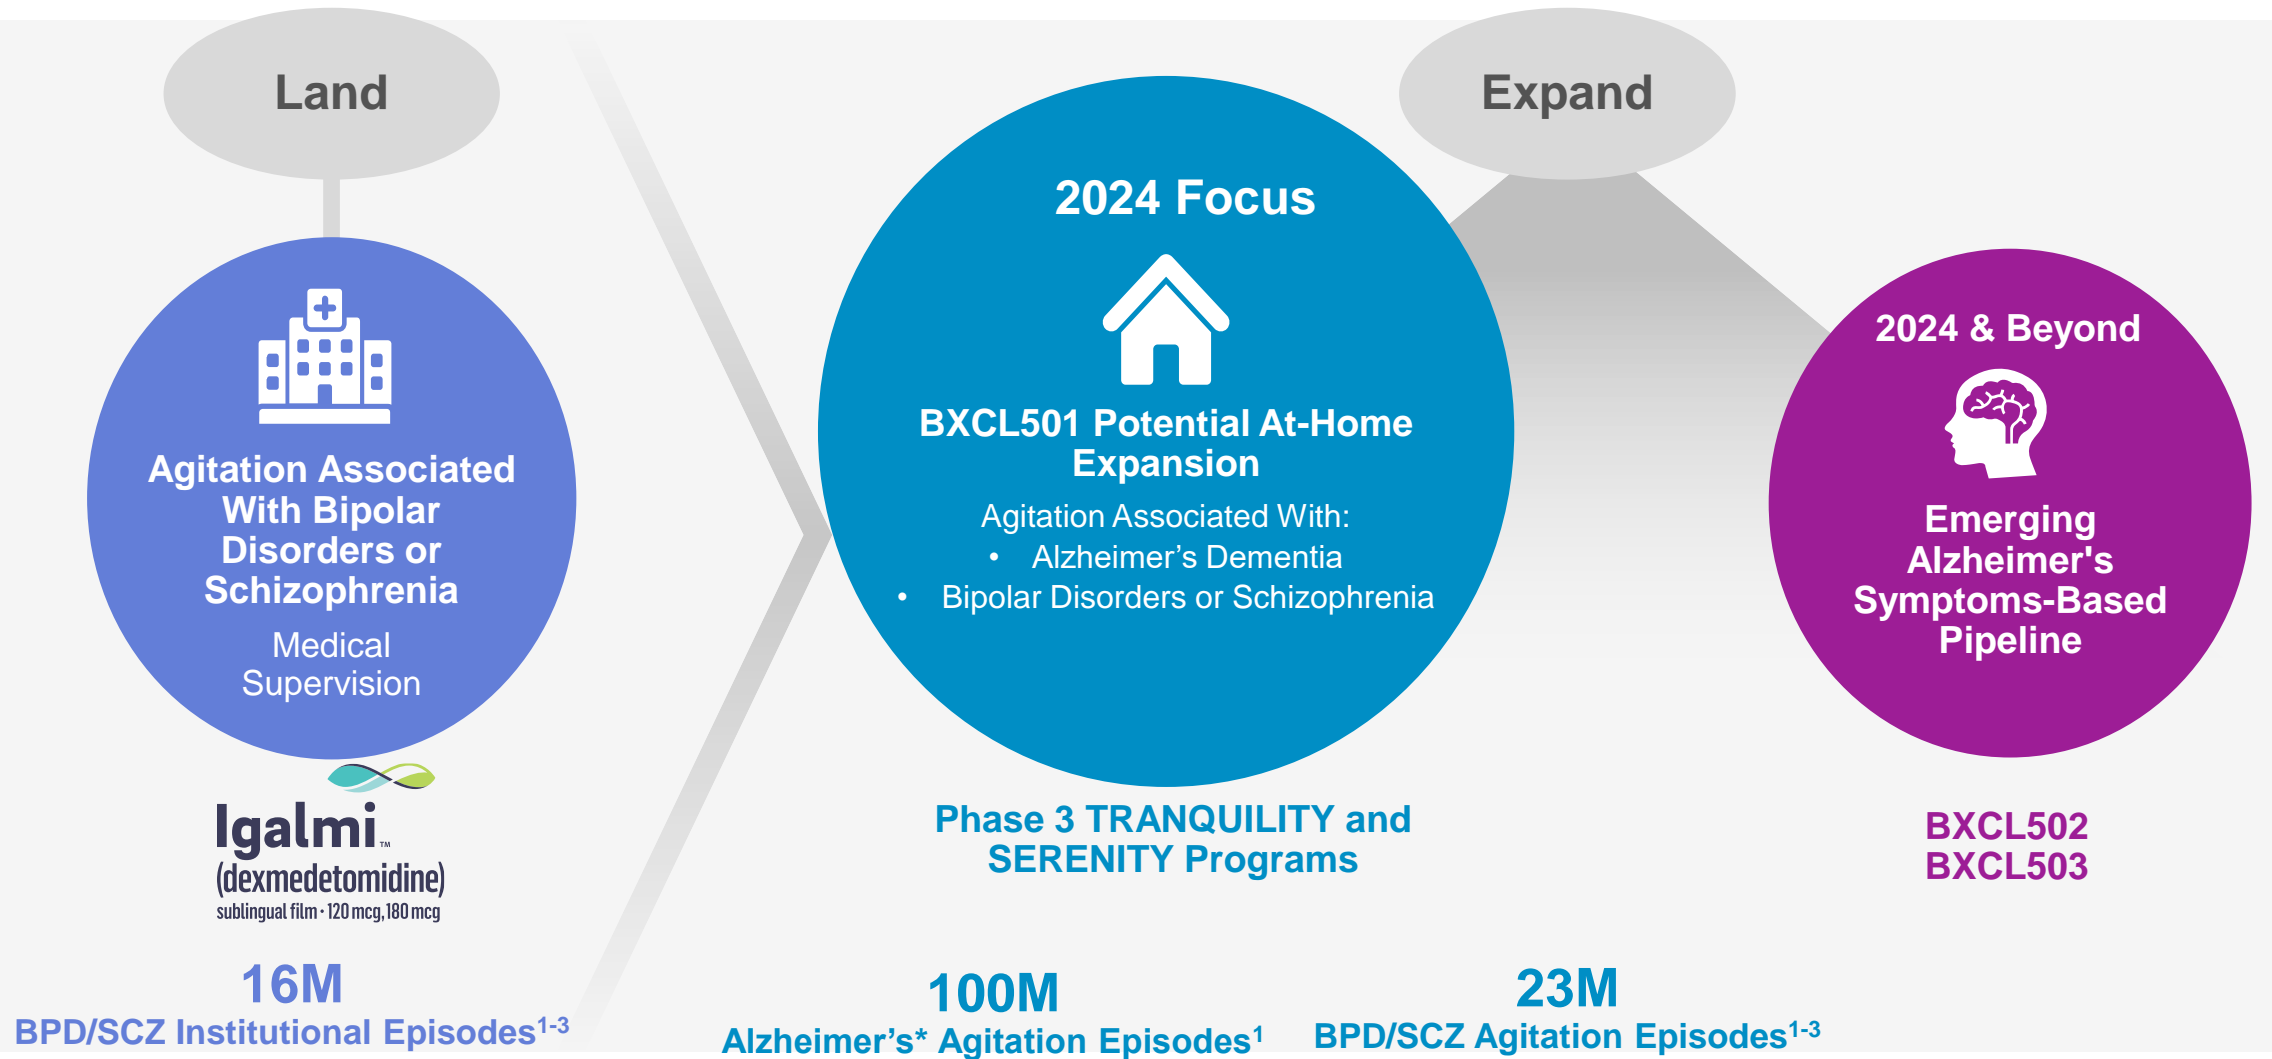 Land
Agitation Associated
With Bipolar
Disorders or
Schizophrenia
Medical
Supervision
Igalmi™
(dexmedetomidine)
sublingual film • 120 mcg, 180 mcg
16M
BPD/SCZ Institutional Episodes1-3
Expand
2024 Focus
BXCL501 Potential At-Home
Expansion
Agitation Associated With:
• Alzheimer’s Dementia
• Bipolar Disorders or Schizophrenia
Phase 3 TRANQUILITY and
SERENITY Programs
100M
Alzheimer’s* Agitation Episodes1
23M
BPD/SCZ Agitation Episodes1-3
2024 & Beyond
Emerging
Alzheimer's
Symptoms-Based
Pipeline
BXCL502
BXCL503